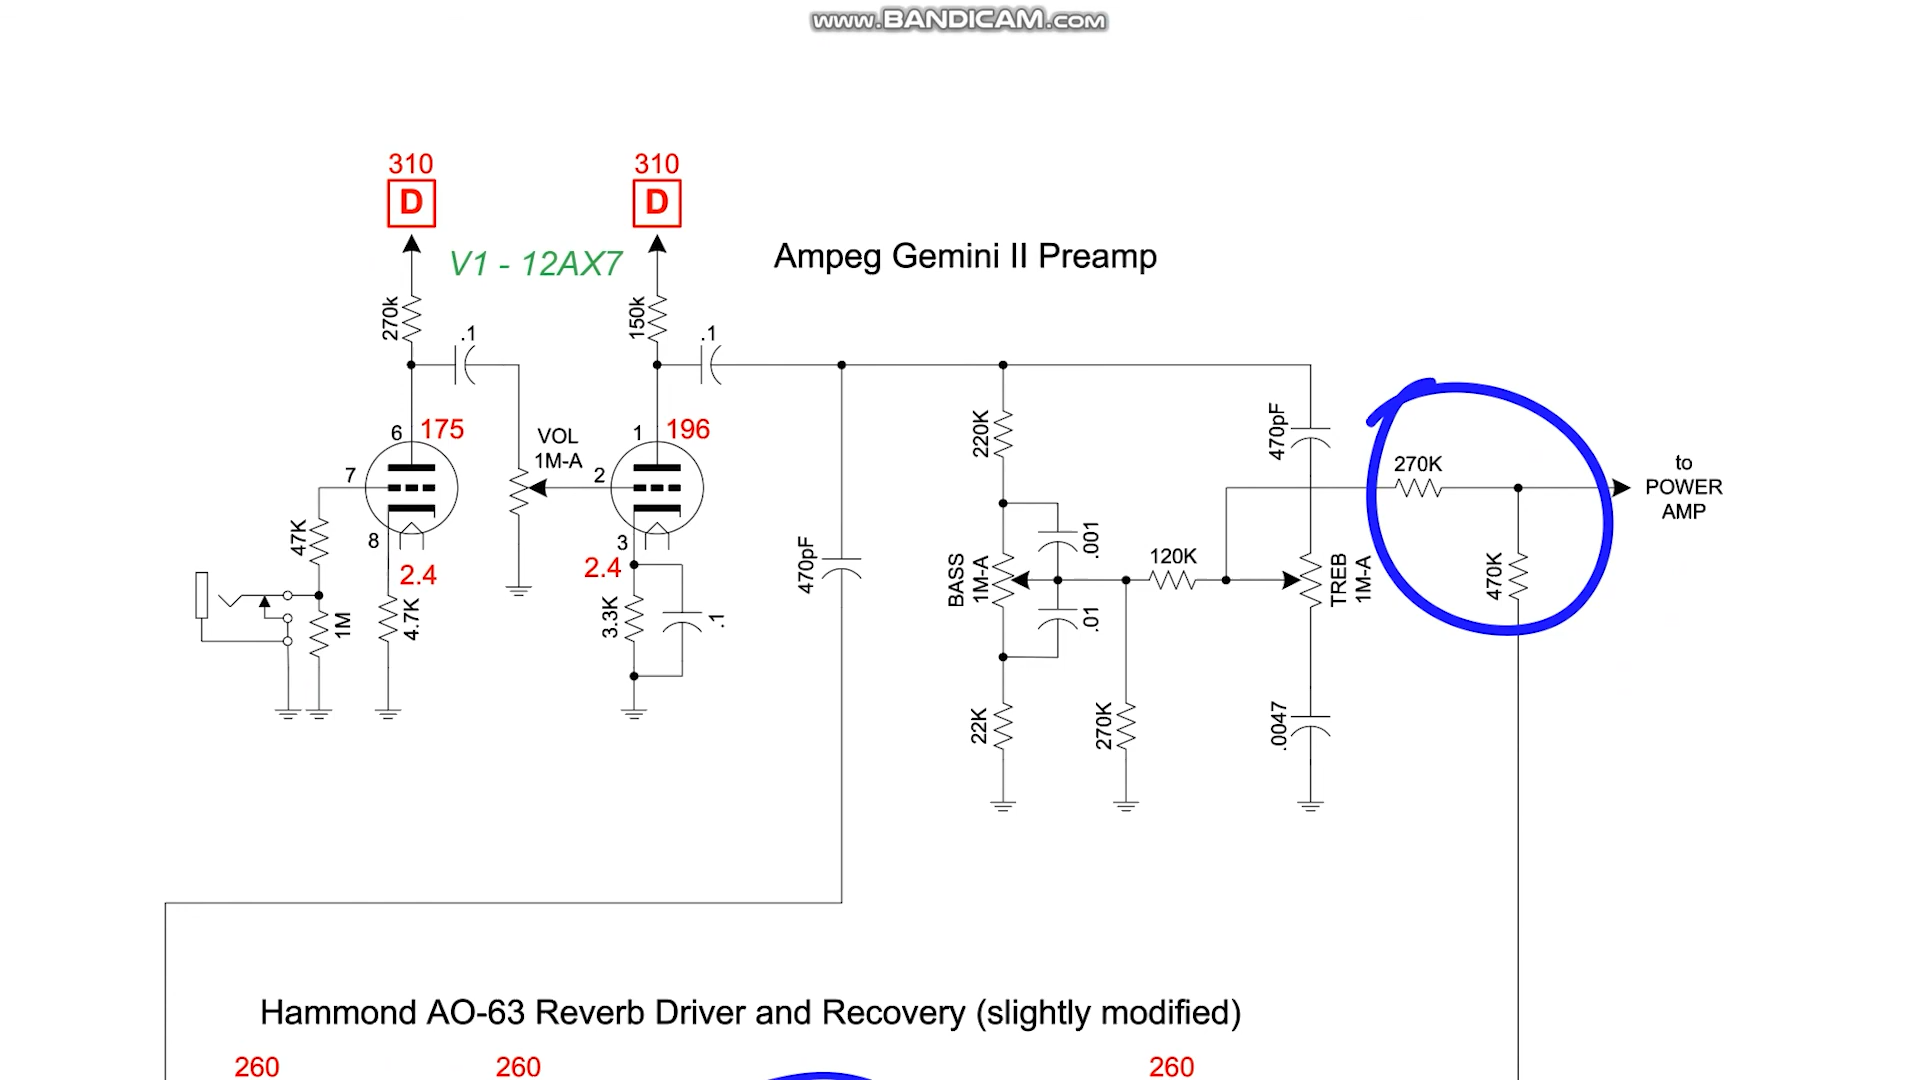 www.BANDICAM.com
310
310
D
D
V1 - 12AX7
Ampeg Gemini II Preamp
270k
.1
150k
.1
6
175
1
196
VOL
1M-A
7
2
220K
470pF
270K
to
POWER
AMP
47K
8
2.4
3
2.4
470pF
.001
BASS
1M-A
120K
TREB
1M-A
470K
1M
4.7K
3.3K
.1
.01
22K
270K
.0047
Hammond AO-63 Reverb Driver and Recovery (slightly modified)
260
260
260